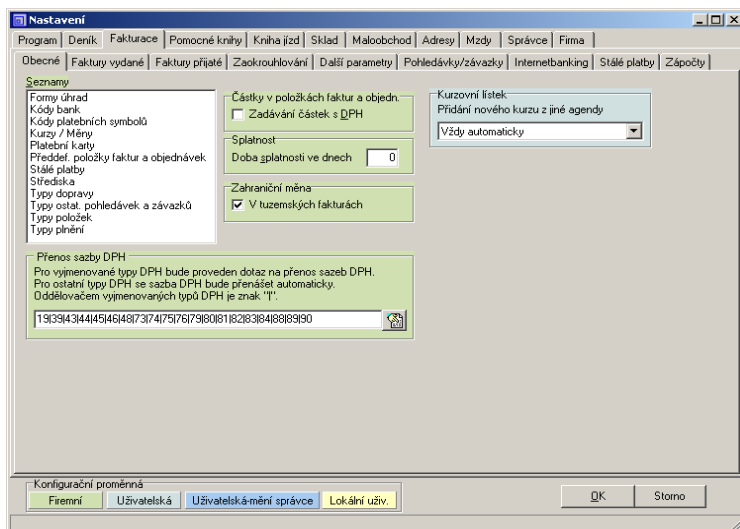 Nastavení
Program Deník Fakturace Pomocné knihy Kniha jízd Sklad Maloobchod Adresy Mzdy Správce Firma
Obecné Faktury vydané Faktury přijaté Zaokrouhlování Další parametry Pohledávky/závazky Internetbanking Stálé platby Zápočty
Seznamy
Formy úhrad
Kódy bank
Kódy platebních symbolů
Kurzy / Měny
Platební karty
Předdef. položky faktur a objednávek
Stálé platby
Střediska
Typy dopravy
Typy ostat. pohledávek a závazků
Typy položek
Typy plnění
Částky v položkách faktur a objedn.
Zadávání částek s DPH
Splatnost
Doba splatnosti ve dnech 0
Zahraniční měna
V tuzemských fakturách
Kurzovní lístek
Přidání nového kurzu z jiné agendy
Vždy automaticky
Přenos sazby DPH
Pro vyjmenované typy DPH bude proveden dotaz na přenos sazeb DPH.
Pro ostatní typy DPH se sazba DPH bude přenášet automaticky.
Oddělovačem vyjmenovaných typů DPH je znak "|".
19|39|43|44|45|46|48|73|74|75|76|79|80|81|82|83|84|88|89|90
Konfigurační proměnná
Firemní Uživatelská Uživatelská-mění správce Lokální uživ.
OK Storno